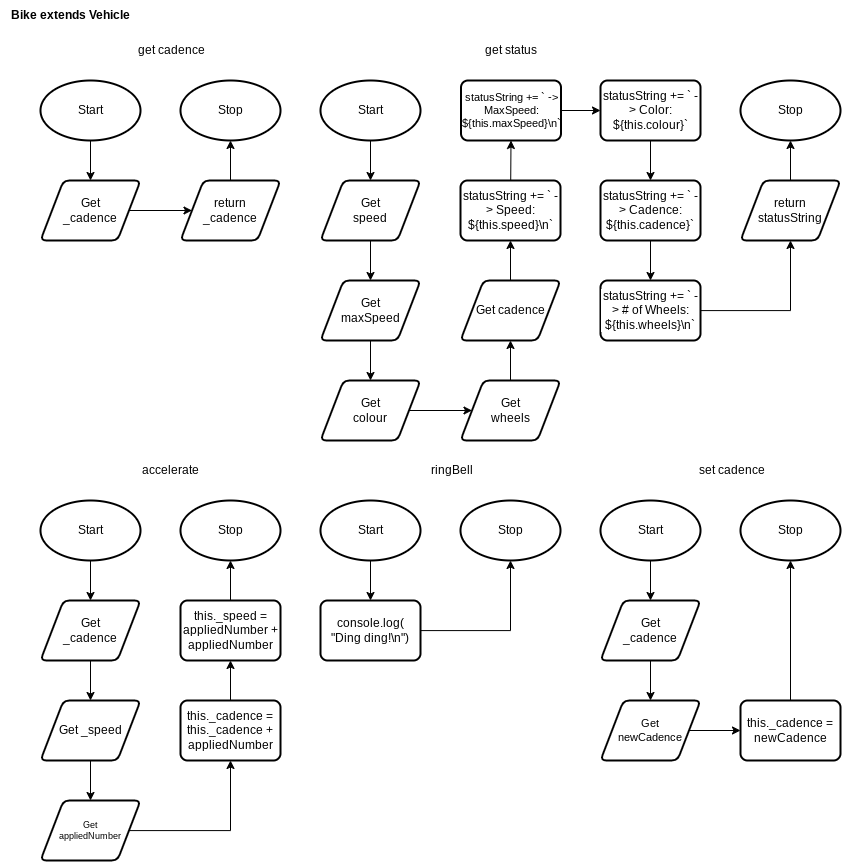 Bike extends Vehicle
get cadence
Start
Stop
Get
_cadence
return
_cadence
get status
Start
Get
speed
Get
maxSpeed
Get
colour
Get
wheels
Get cadence
statusString += ` -
> Speed:
${this.speed}\n`
statusString += ` ->
MaxSpeed:
${this.maxSpeed}\n`
statusString += ` -
> Color:
${this.colour}`
statusString += ` -
> Cadence:
${this.cadence}`
statusString += ` -
> # of Wheels:
${this.wheels}\n`
return
statusString
Stop
accelerate
Start
Get
_cadence
Get _speed
Get
appliedNumber
this._cadence =
this._cadence +
appliedNumber
this._speed =
appliedNumber +
appliedNumber
Stop
ringBell
Start
console.log(
"Ding ding!\n")
Stop
set cadence
Start
Get
_cadence
Get
newCadence
this._cadence =
newCadence
Stop